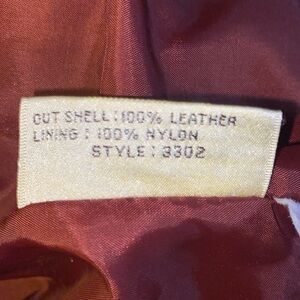 OUT SHELL : 100% LEATHER
LINING : 100% NYLON
STYLE : 3302